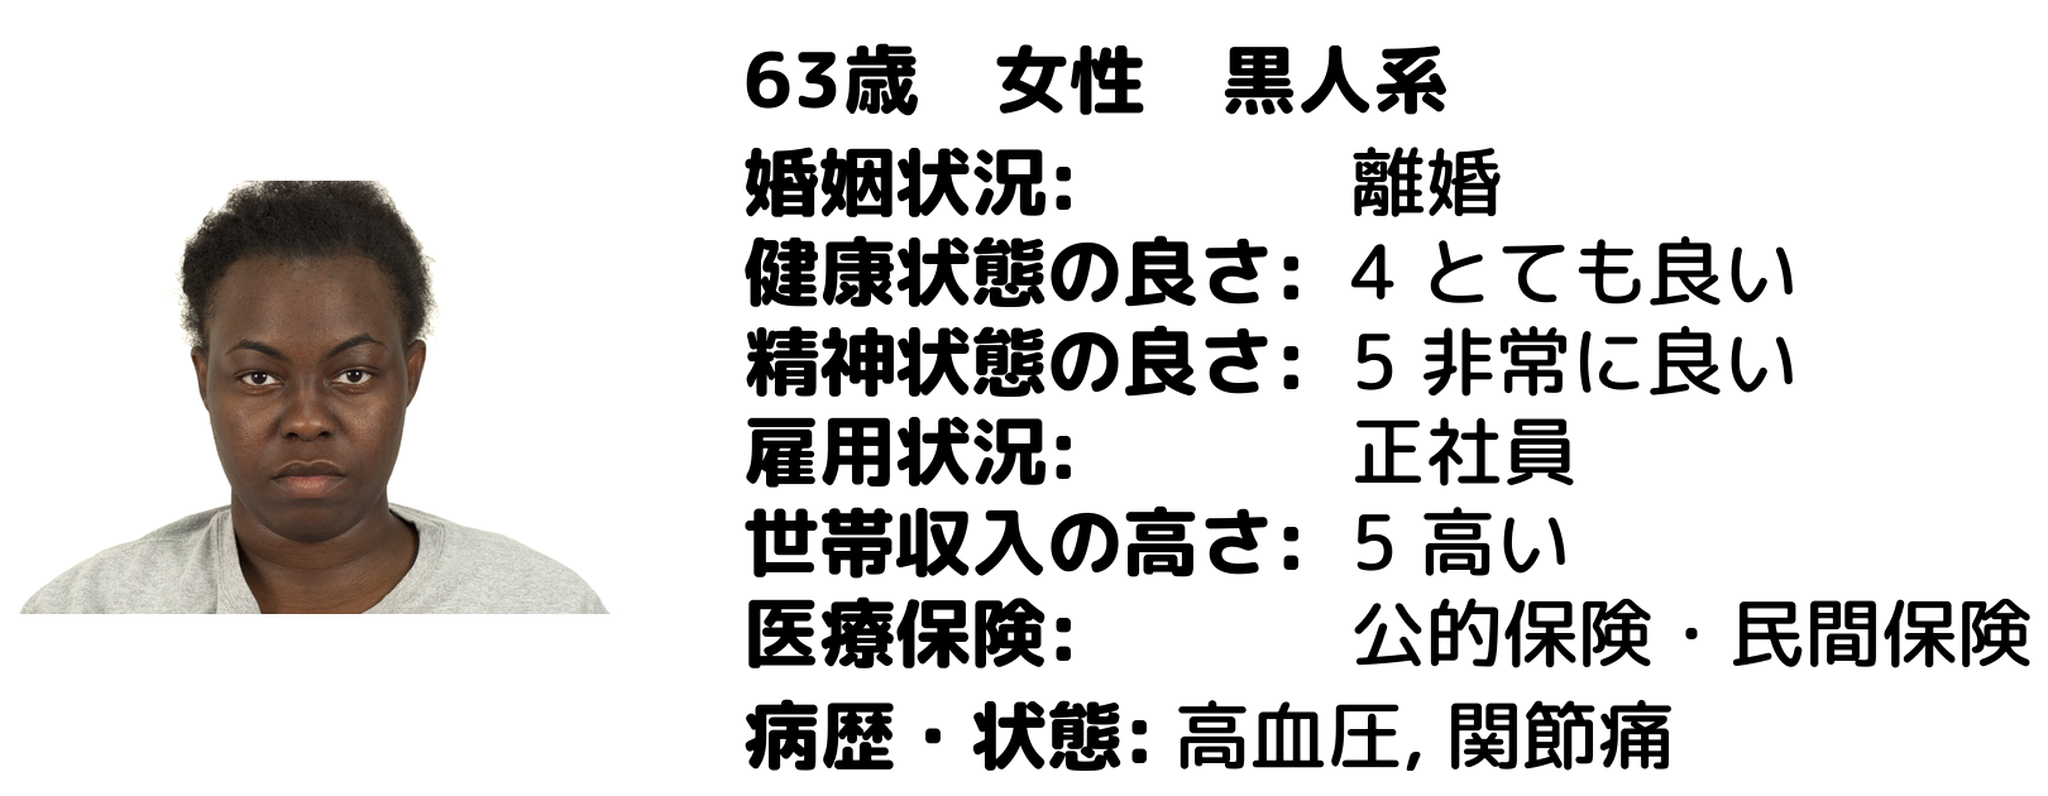 63歳　女性　黒人系
婚姻状況: 離婚
健康状態の良さ: 4 とても良い
精神状態の良さ: 5 非常に良い
雇用状況: 正社員
世帯収入の高さ: 5 高い
医療保険: 公的保険・民間保険
病歴・状態: 高血圧, 関節痛